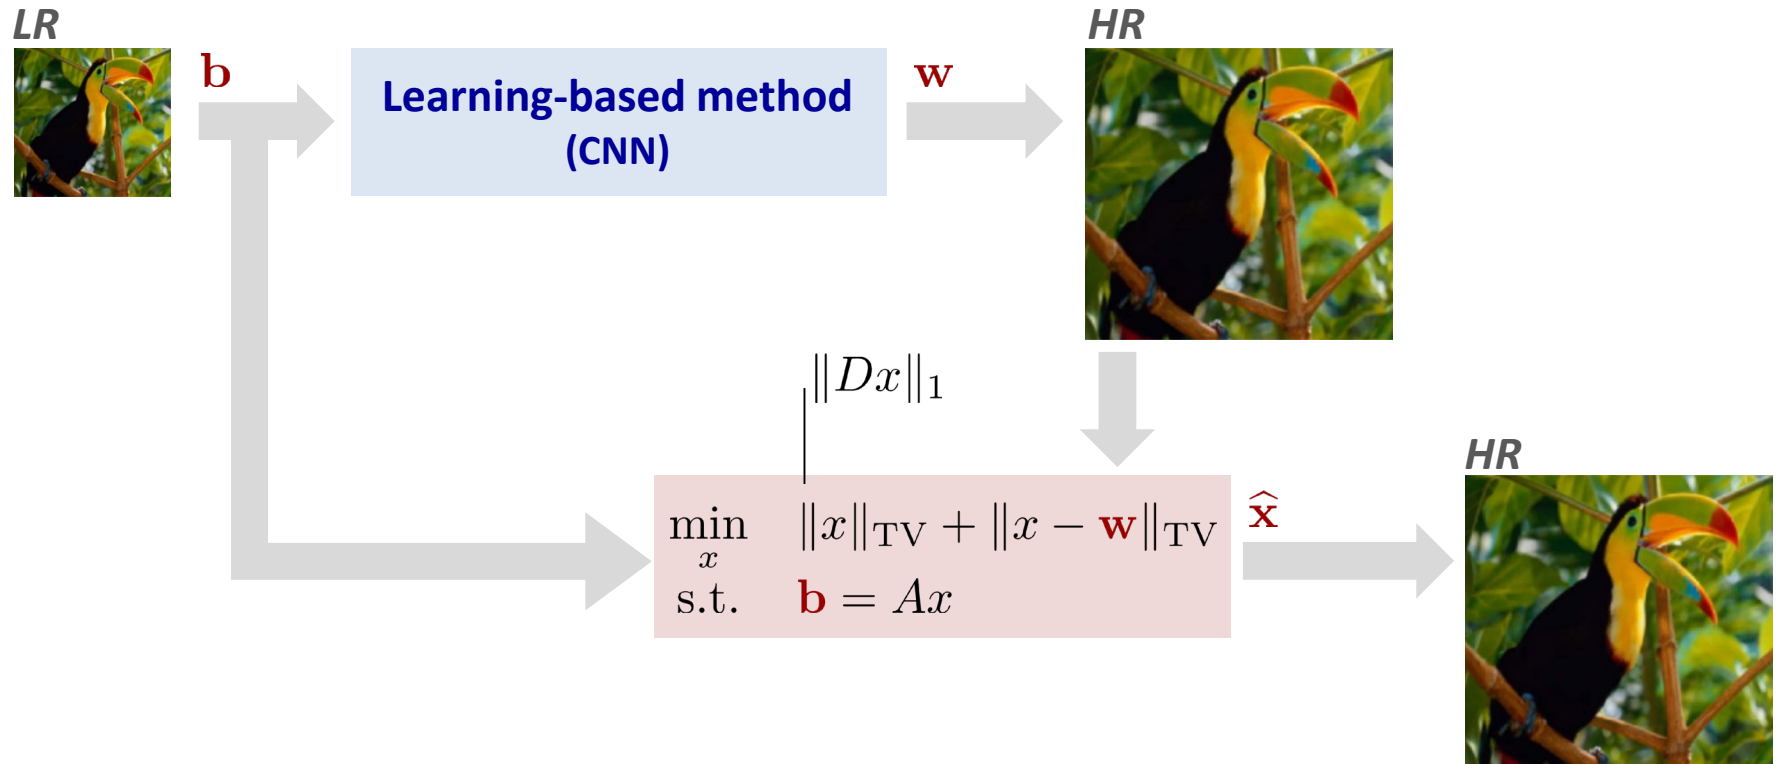 LR
b
Learning-based method
(CNN)
w
HR
‖Dx‖₁
min x ‖x‖TV + ‖x − w‖TV
s.t. b = Ax
x̂
HR